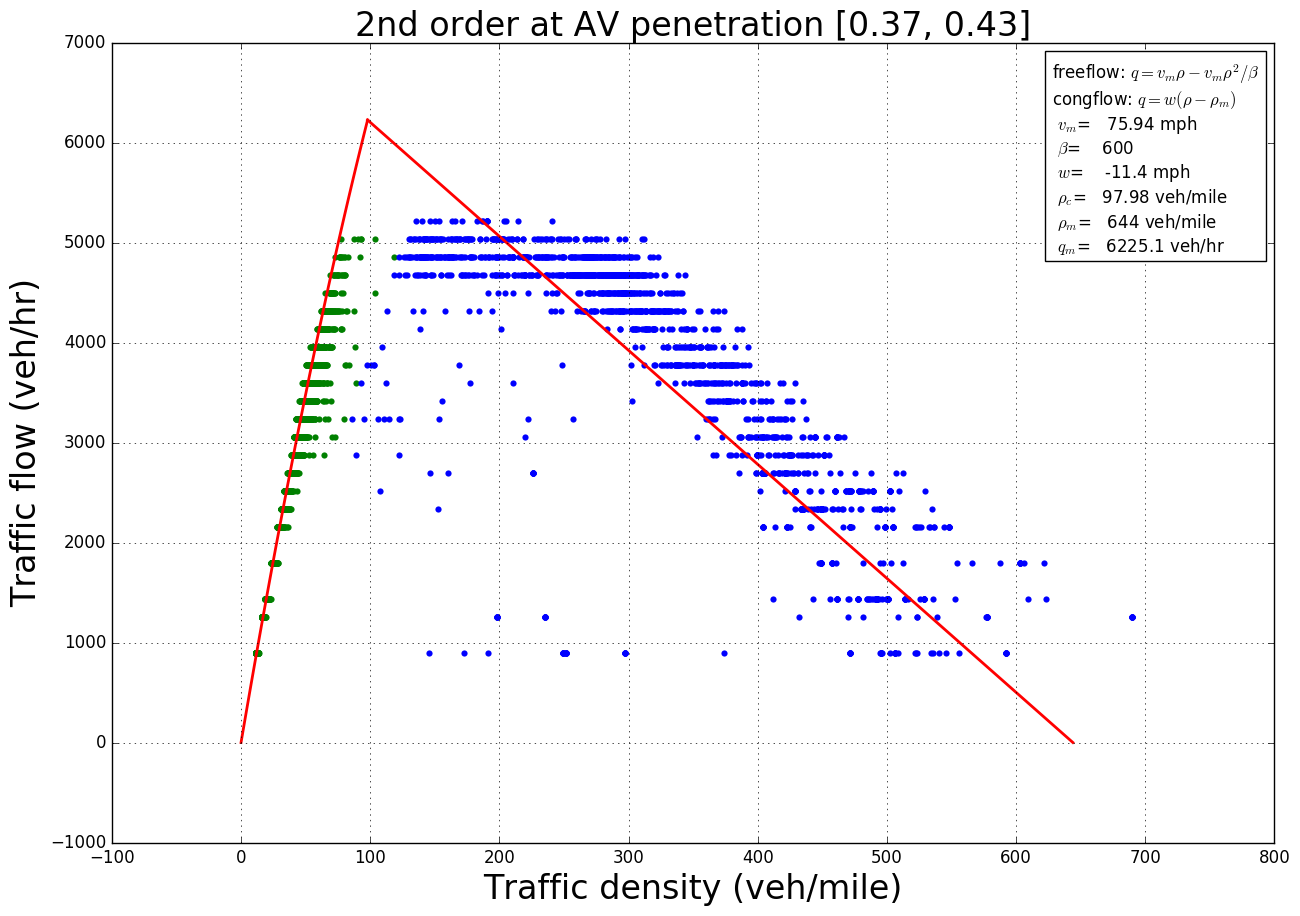 2nd order at AV penetration [0.37, 0.43]
7000
6000
5000
4000
3000
2000
1000
0
−1000
Traffic flow (veh/hr)
freeflow: q = v_m ρ − v_m ρ²/β
congflow: q = w(ρ − ρ_m)
v_m= 75.94 mph
β= 600
w= -11.4 mph
ρ_c= 97.98 veh/mile
ρ_m= 644 veh/mile
q_m= 6225.1 veh/hr
−100 0 100 200 300 400 500 600 700 800
Traffic density (veh/mile)